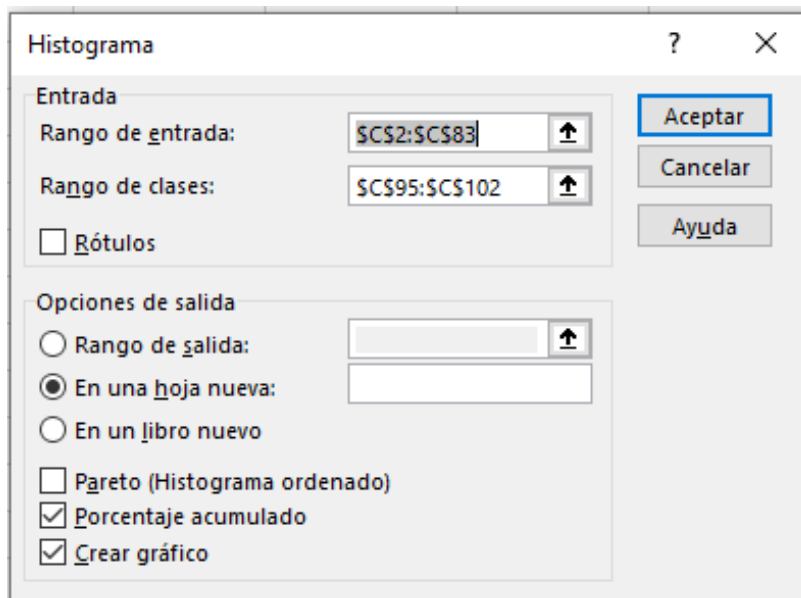 Histograma
? ×
Entrada
Rango de entrada: $C$2:$C$83
Aceptar
Rango de clases: $C$95:$C$102
Cancelar
Rótulos
Ayuda
Opciones de salida
Rango de salida:
En una hoja nueva:
En un libro nuevo
Pareto (Histograma ordenado)
Porcentaje acumulado
Crear gráfico